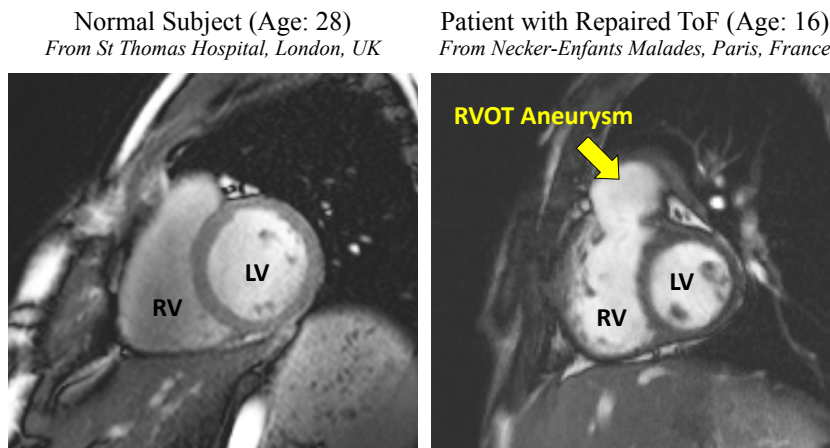 Normal Subject (Age: 28)
From St Thomas Hospital, London, UK
Patient with Repaired ToF (Age: 16)
From Necker-Enfants Malades, Paris, France
RVOT Aneurysm
LV
RV
LV
RV